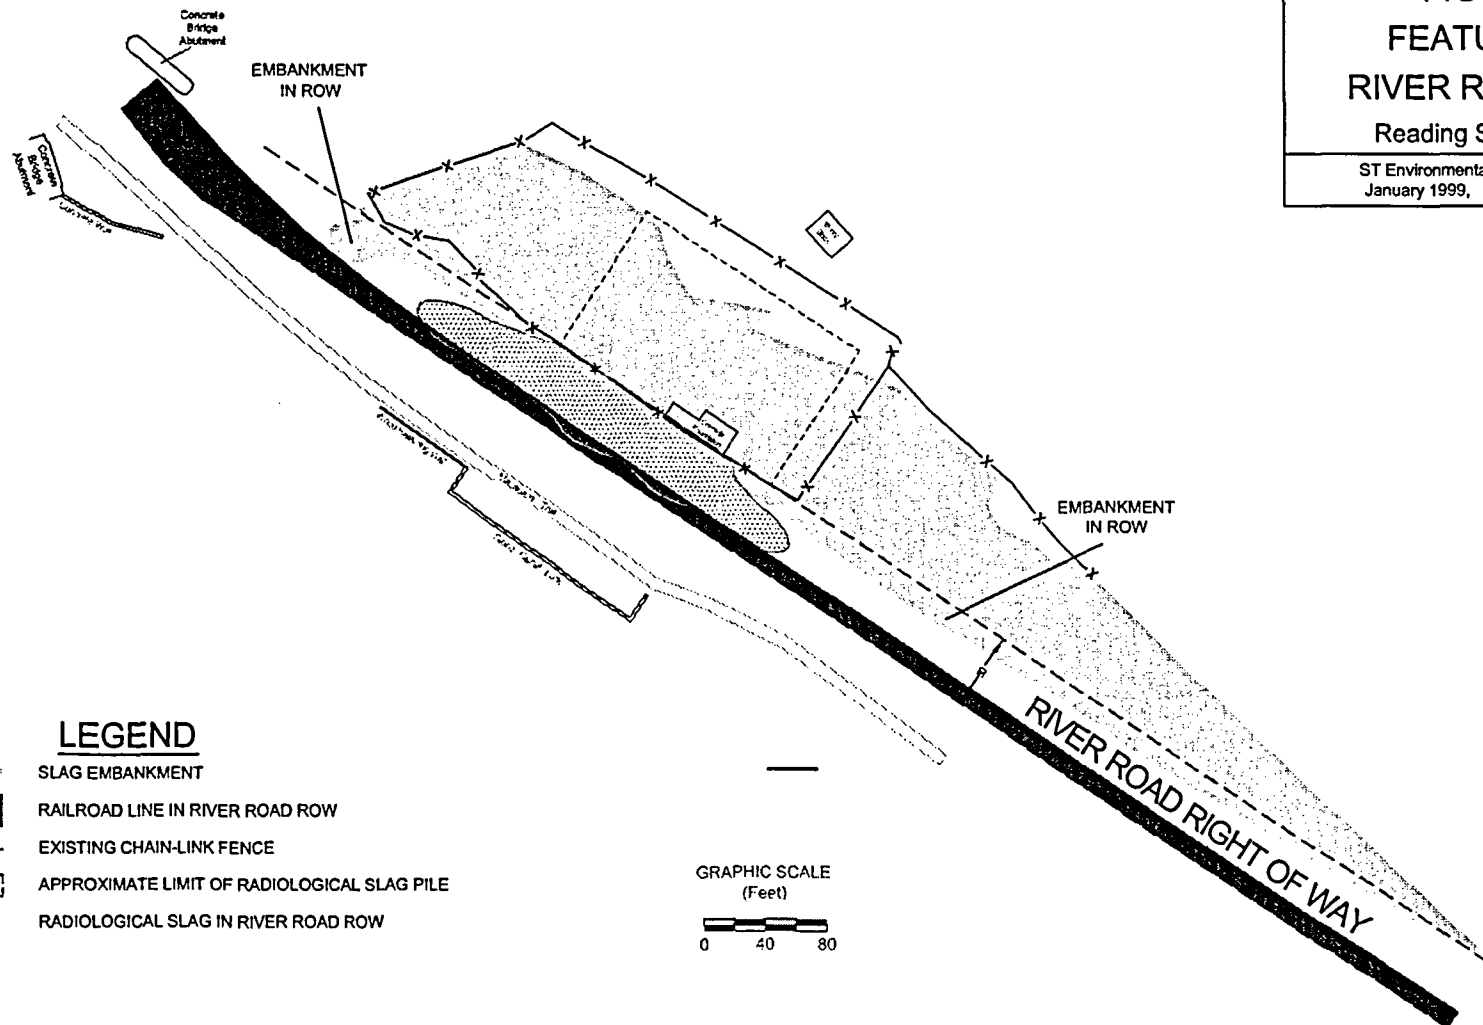 Concrete
Bridge
Abutment
EMBANKMENT
IN ROW
FEATU
RIVER R
Reading S
ST Environmenta
January 1999,
Concrete
Bridge
Abutment
EMBANKMENT
IN ROW
RIVER ROAD RIGHT OF WAY
LEGEND
SLAG EMBANKMENT
RAILROAD LINE IN RIVER ROAD ROW
EXISTING CHAIN-LINK FENCE
APPROXIMATE LIMIT OF RADIOLOGICAL SLAG PILE
RADIOLOGICAL SLAG IN RIVER ROAD ROW
GRAPHIC SCALE
(Feet)
0 40 80